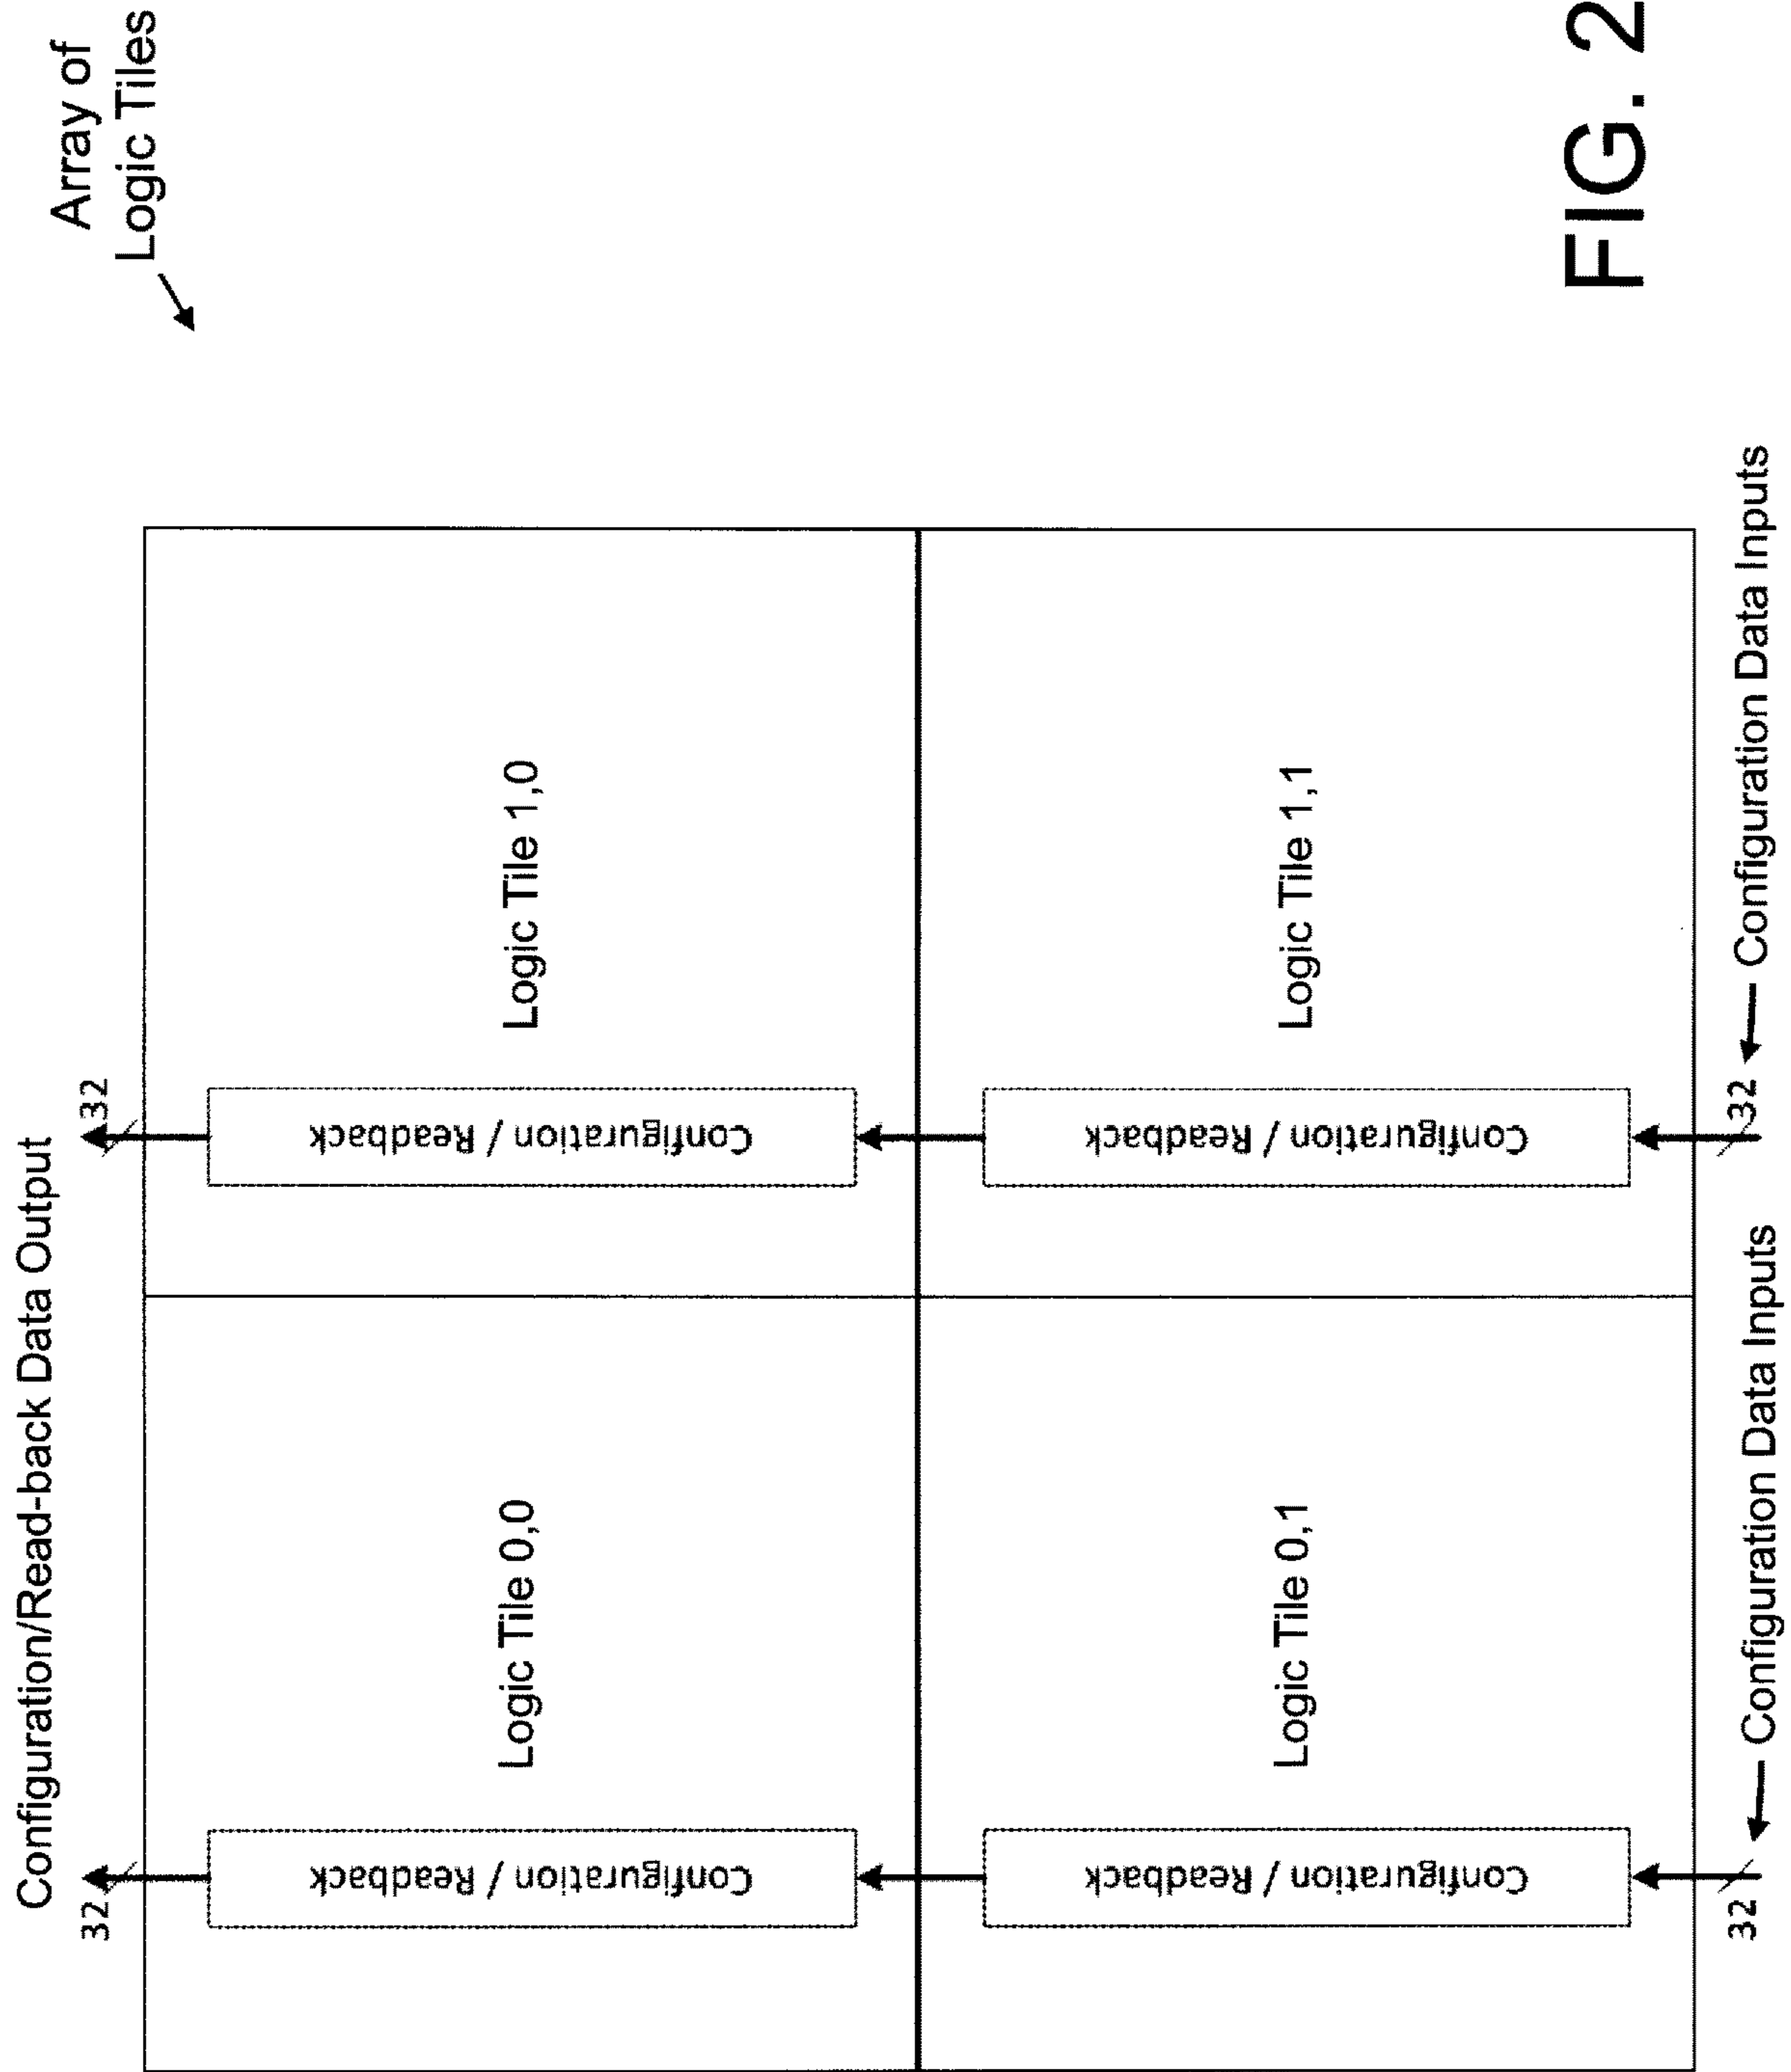 Array of
Logic Tiles
Configuration/Read-back Data Output
32
32
Configuration / Readback
Logic Tile 0,0
Configuration / Readback
Logic Tile 1,0
Configuration / Readback
Logic Tile 0,1
Configuration / Readback
Logic Tile 1,1
32
Configuration Data Inputs
32
Configuration Data Inputs
FIG. 2